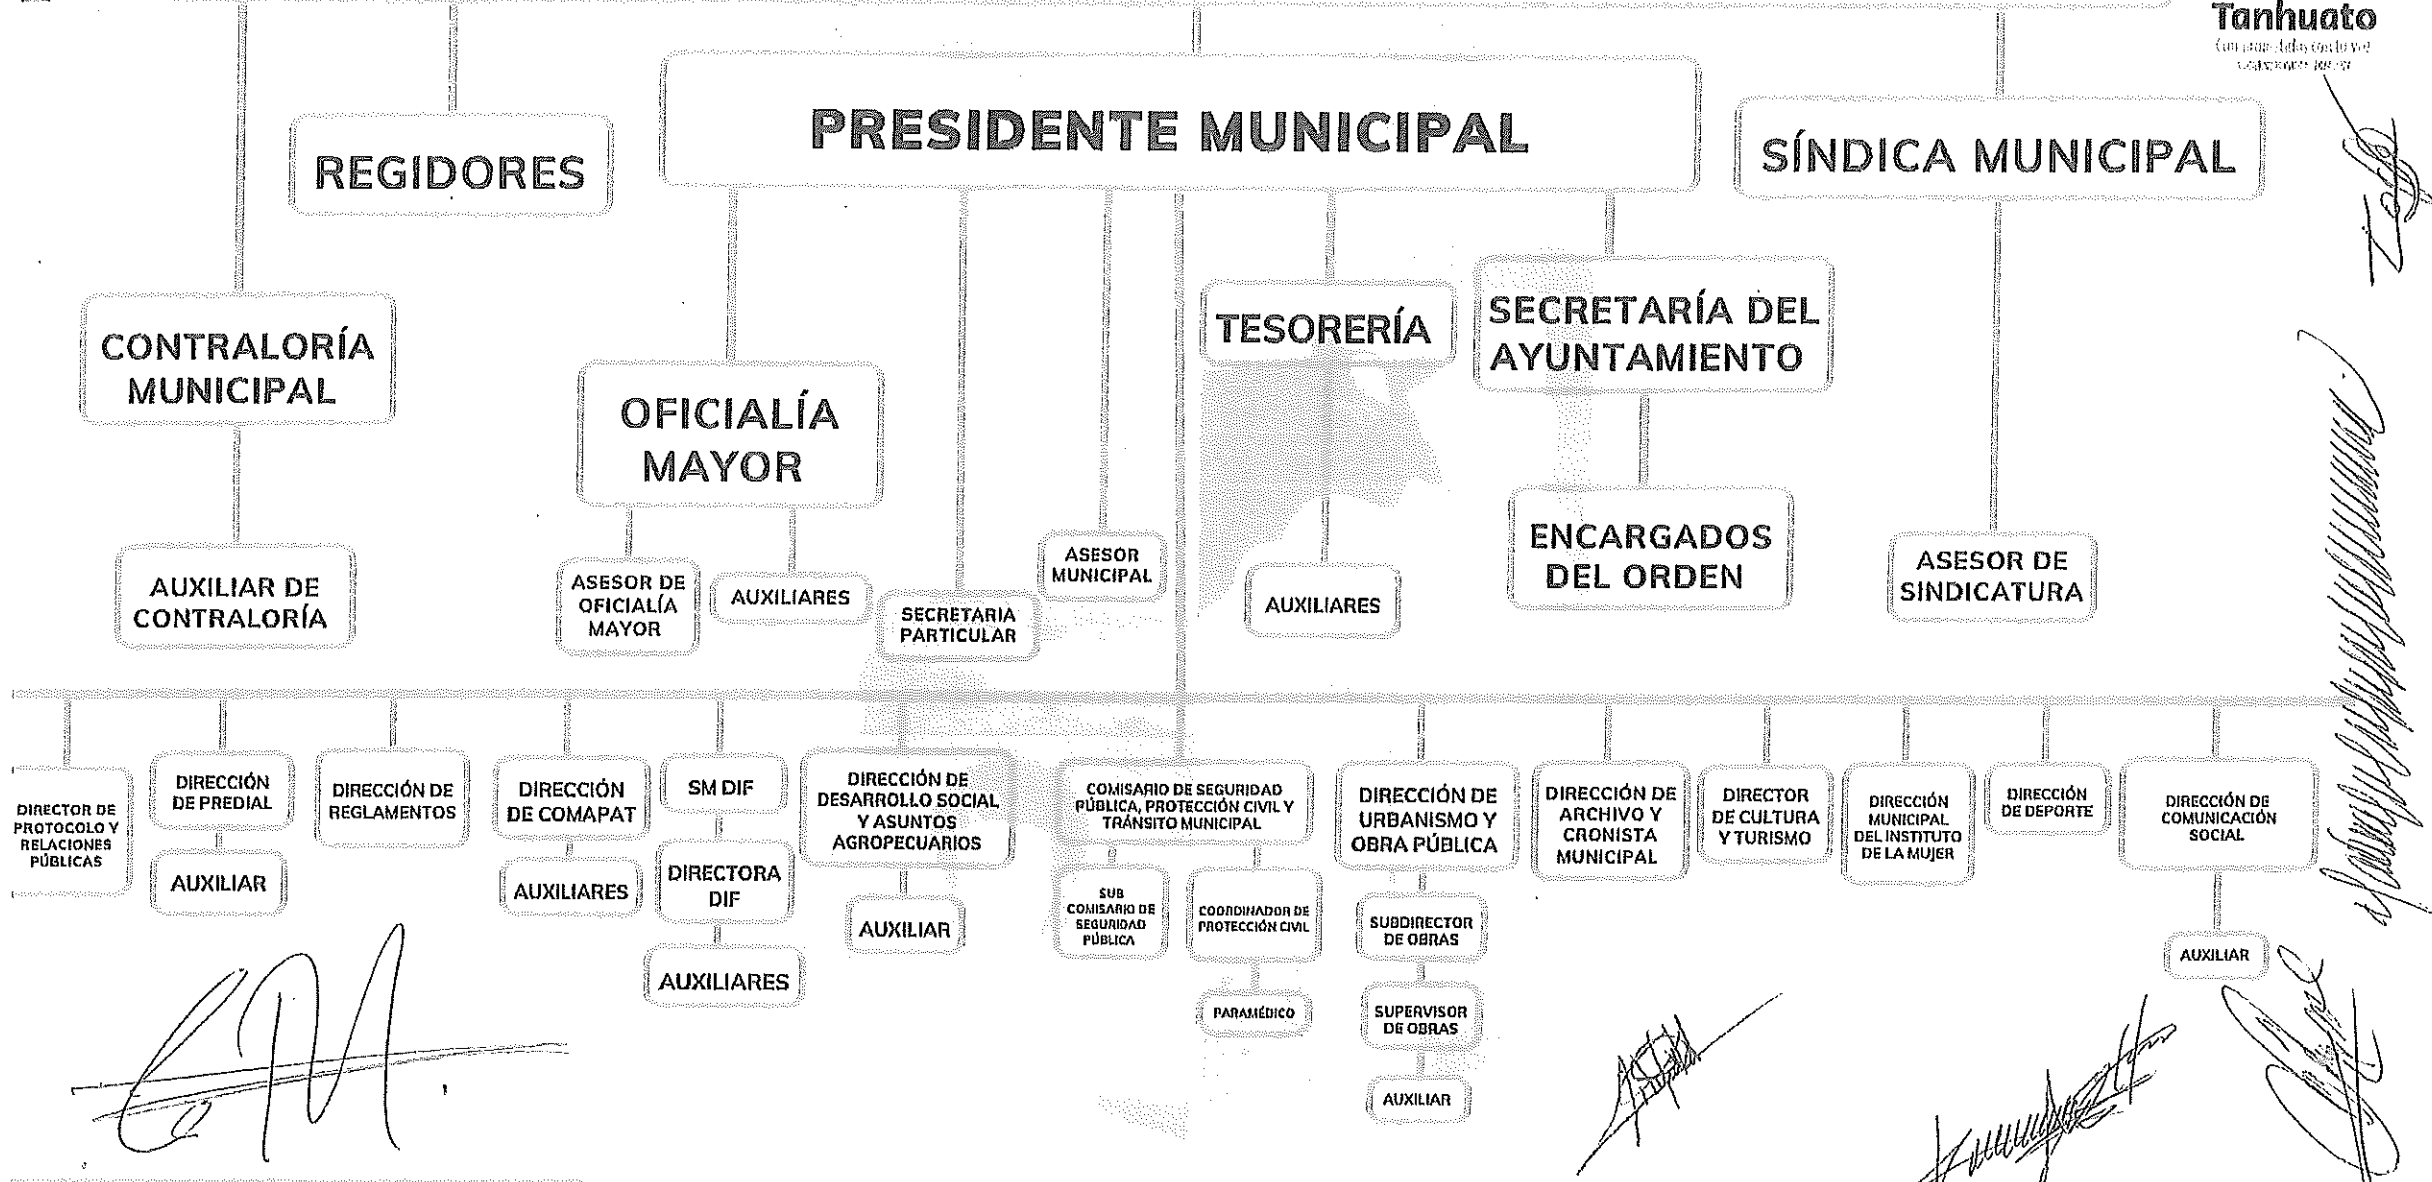 Tanhuato
PRESIDENTE MUNICIPAL
REGIDORES
SÍNDICA MUNICIPAL
CONTRALORÍA
MUNICIPAL
OFICIALÍA
MAYOR
TESORERÍA
SECRETARÍA DEL
AYUNTAMIENTO
AUXILIAR DE
CONTRALORÍA
ASESOR DE
OFICIALÍA
MAYOR
AUXILIARES
SECRETARIA
PARTICULAR
ASESOR
MUNICIPAL
AUXILIARES
ENCARGADOS
DEL ORDEN
ASESOR DE
SINDICATURA
DIRECTOR DE
PROTOCOLO Y
RELACIONES
PÚBLICAS
DIRECCIÓN
DE PREDIAL
AUXILIAR
DIRECCIÓN DE
REGLAMENTOS
DIRECCIÓN
DE COMAPAT
AUXILIARES
SM DIF
DIRECTORA
DIF
AUXILIARES
DIRECCIÓN DE
DESARROLLO SOCIAL
Y ASUNTOS
AGROPECUARIOS
AUXILIAR
COMISARIO DE SEGURIDAD
PÚBLICA, PROTECCIÓN CIVIL Y
TRÁNSITO MUNICIPAL
SUB
COMISARIO DE
SEGURIDAD
PÚBLICA
COORDINADOR DE
PROTECCIÓN CIVIL
PARAMÉDICO
DIRECCIÓN DE
URBANISMO Y
OBRA PÚBLICA
SUBDIRECTOR
DE OBRAS
SUPERVISOR
DE OBRAS
AUXILIAR
DIRECCIÓN DE
ARCHIVO Y
CRONISTA
MUNICIPAL
DIRECTOR
DE CULTURA
Y TURISMO
DIRECCIÓN
MUNICIPAL
DEL INSTITUTO
DE LA MUJER
DIRECCIÓN
DE DEPORTE
DIRECCIÓN DE
COMUNICACIÓN
SOCIAL
AUXILIAR